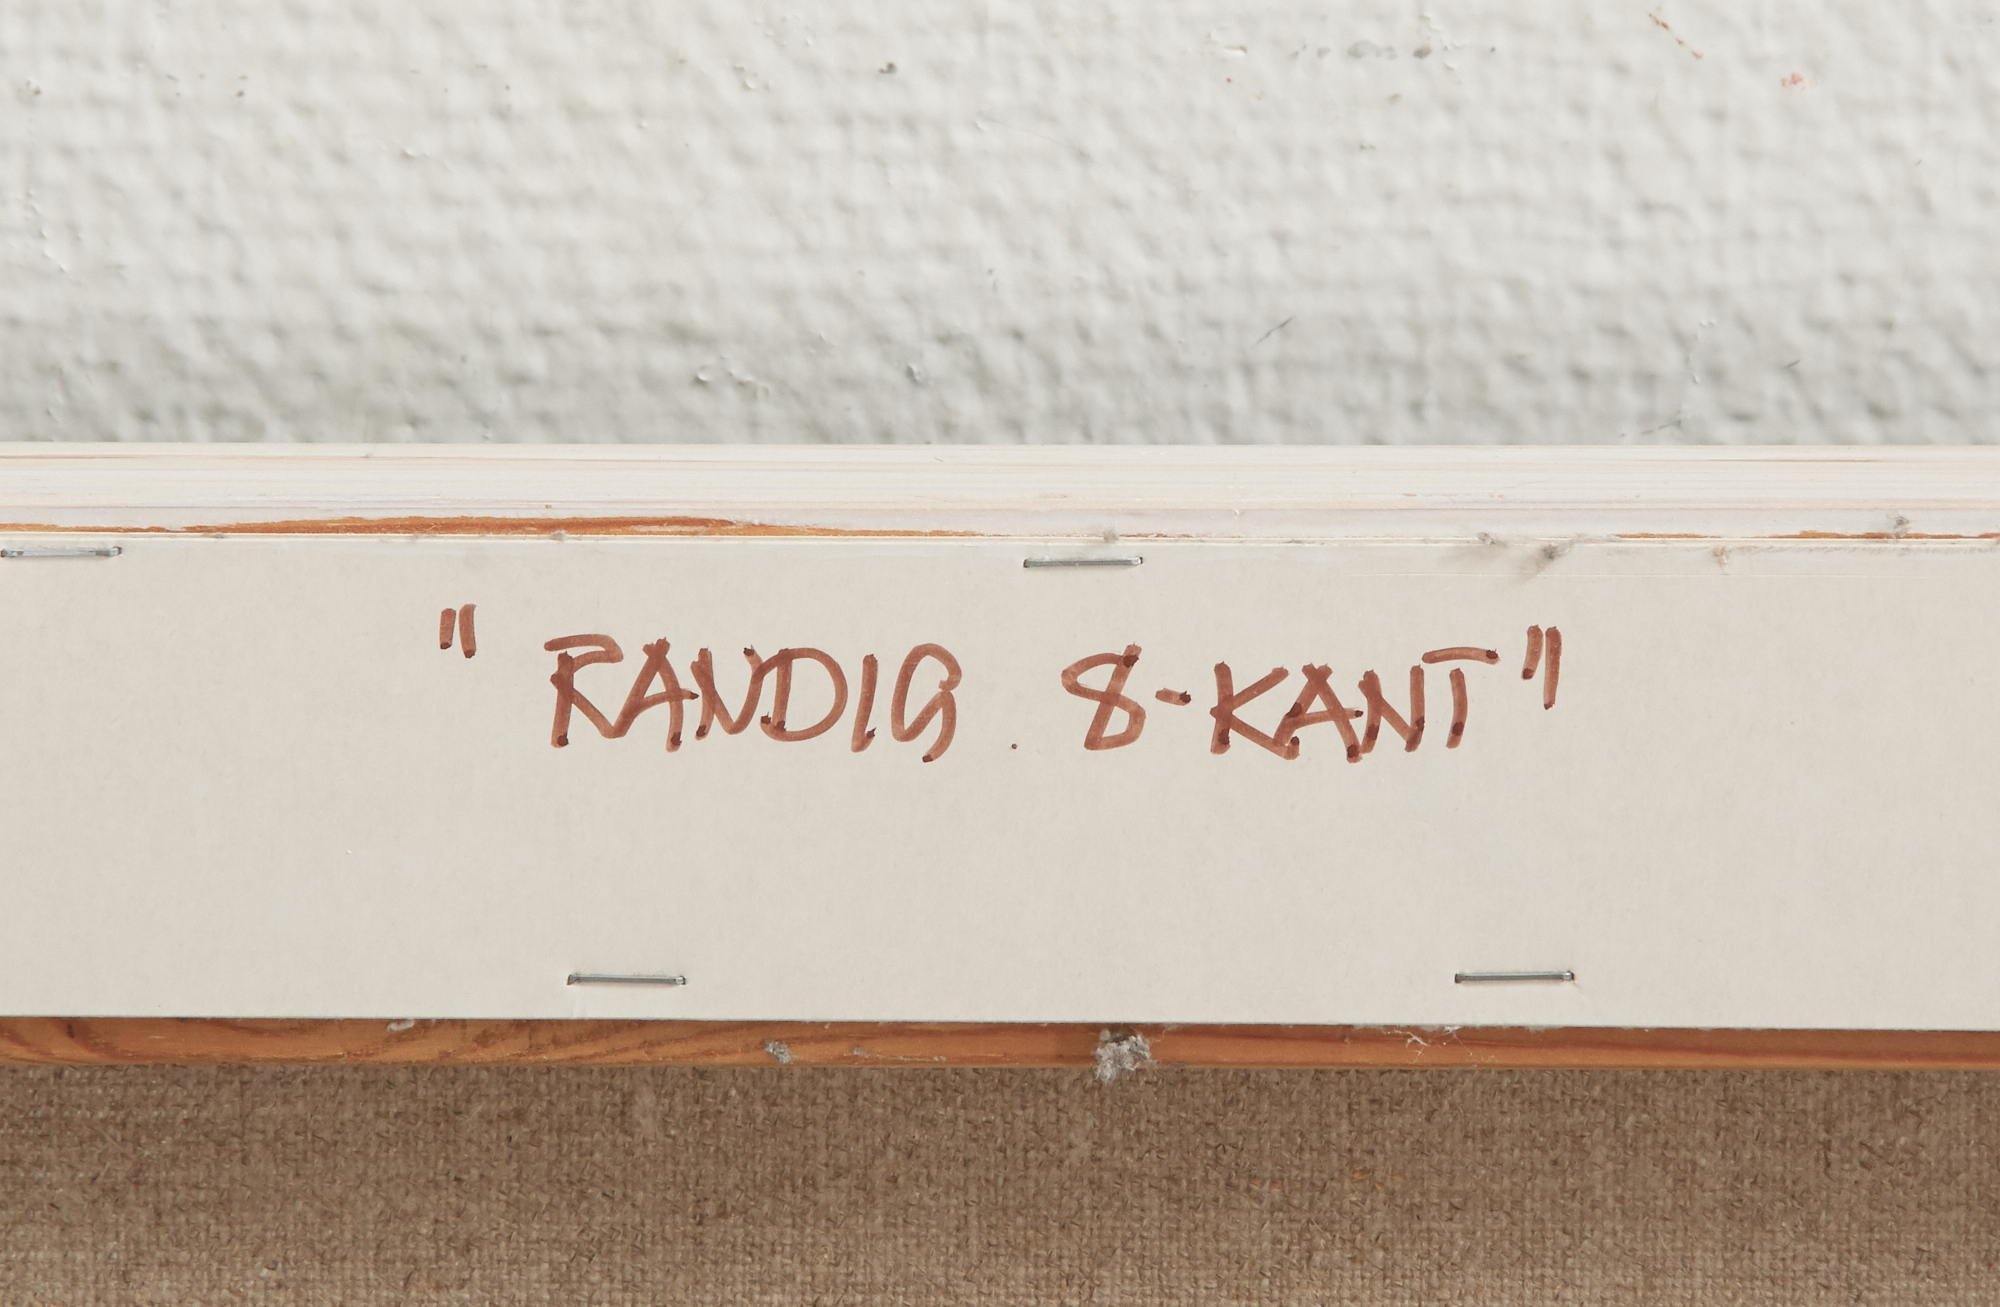 " RANDIG 8-KANT "